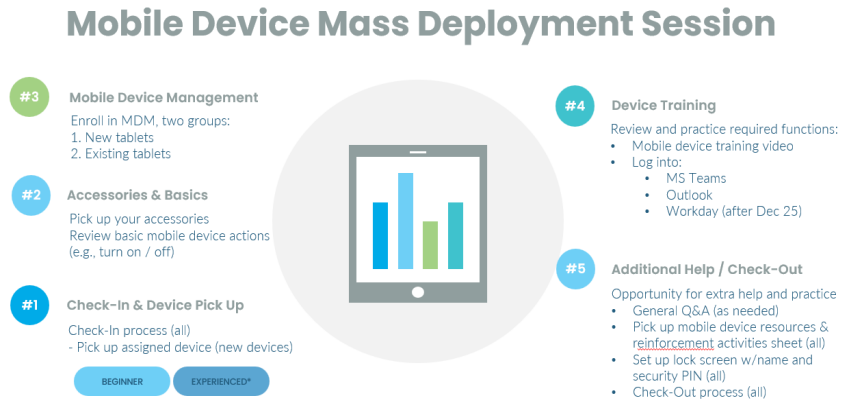 Mobile Device Mass Deployment Session
#3
Mobile Device Management
Enroll in MDM, two groups:
1. New tablets
2. Existing tablets
#2
Accessories & Basics
Pick up your accessories
Review basic mobile device actions
(e.g., turn on / off)
#1
Check-In & Device Pick Up
Check-In process (all)
- Pick up assigned device (new devices)
BEGINNER
EXPERIENCED*
#4
Device Training
Review and practice required functions:
• Mobile device training video
• Log into:
• MS Teams
• Outlook
• Workday (after Dec 25)
#5
Additional Help / Check-Out
Opportunity for extra help and practice
• General Q&A (as needed)
• Pick up mobile device resources &
reinforcement activities sheet (all)
• Set up lock screen w/name and
security PIN (all)
• Check-Out process (all)